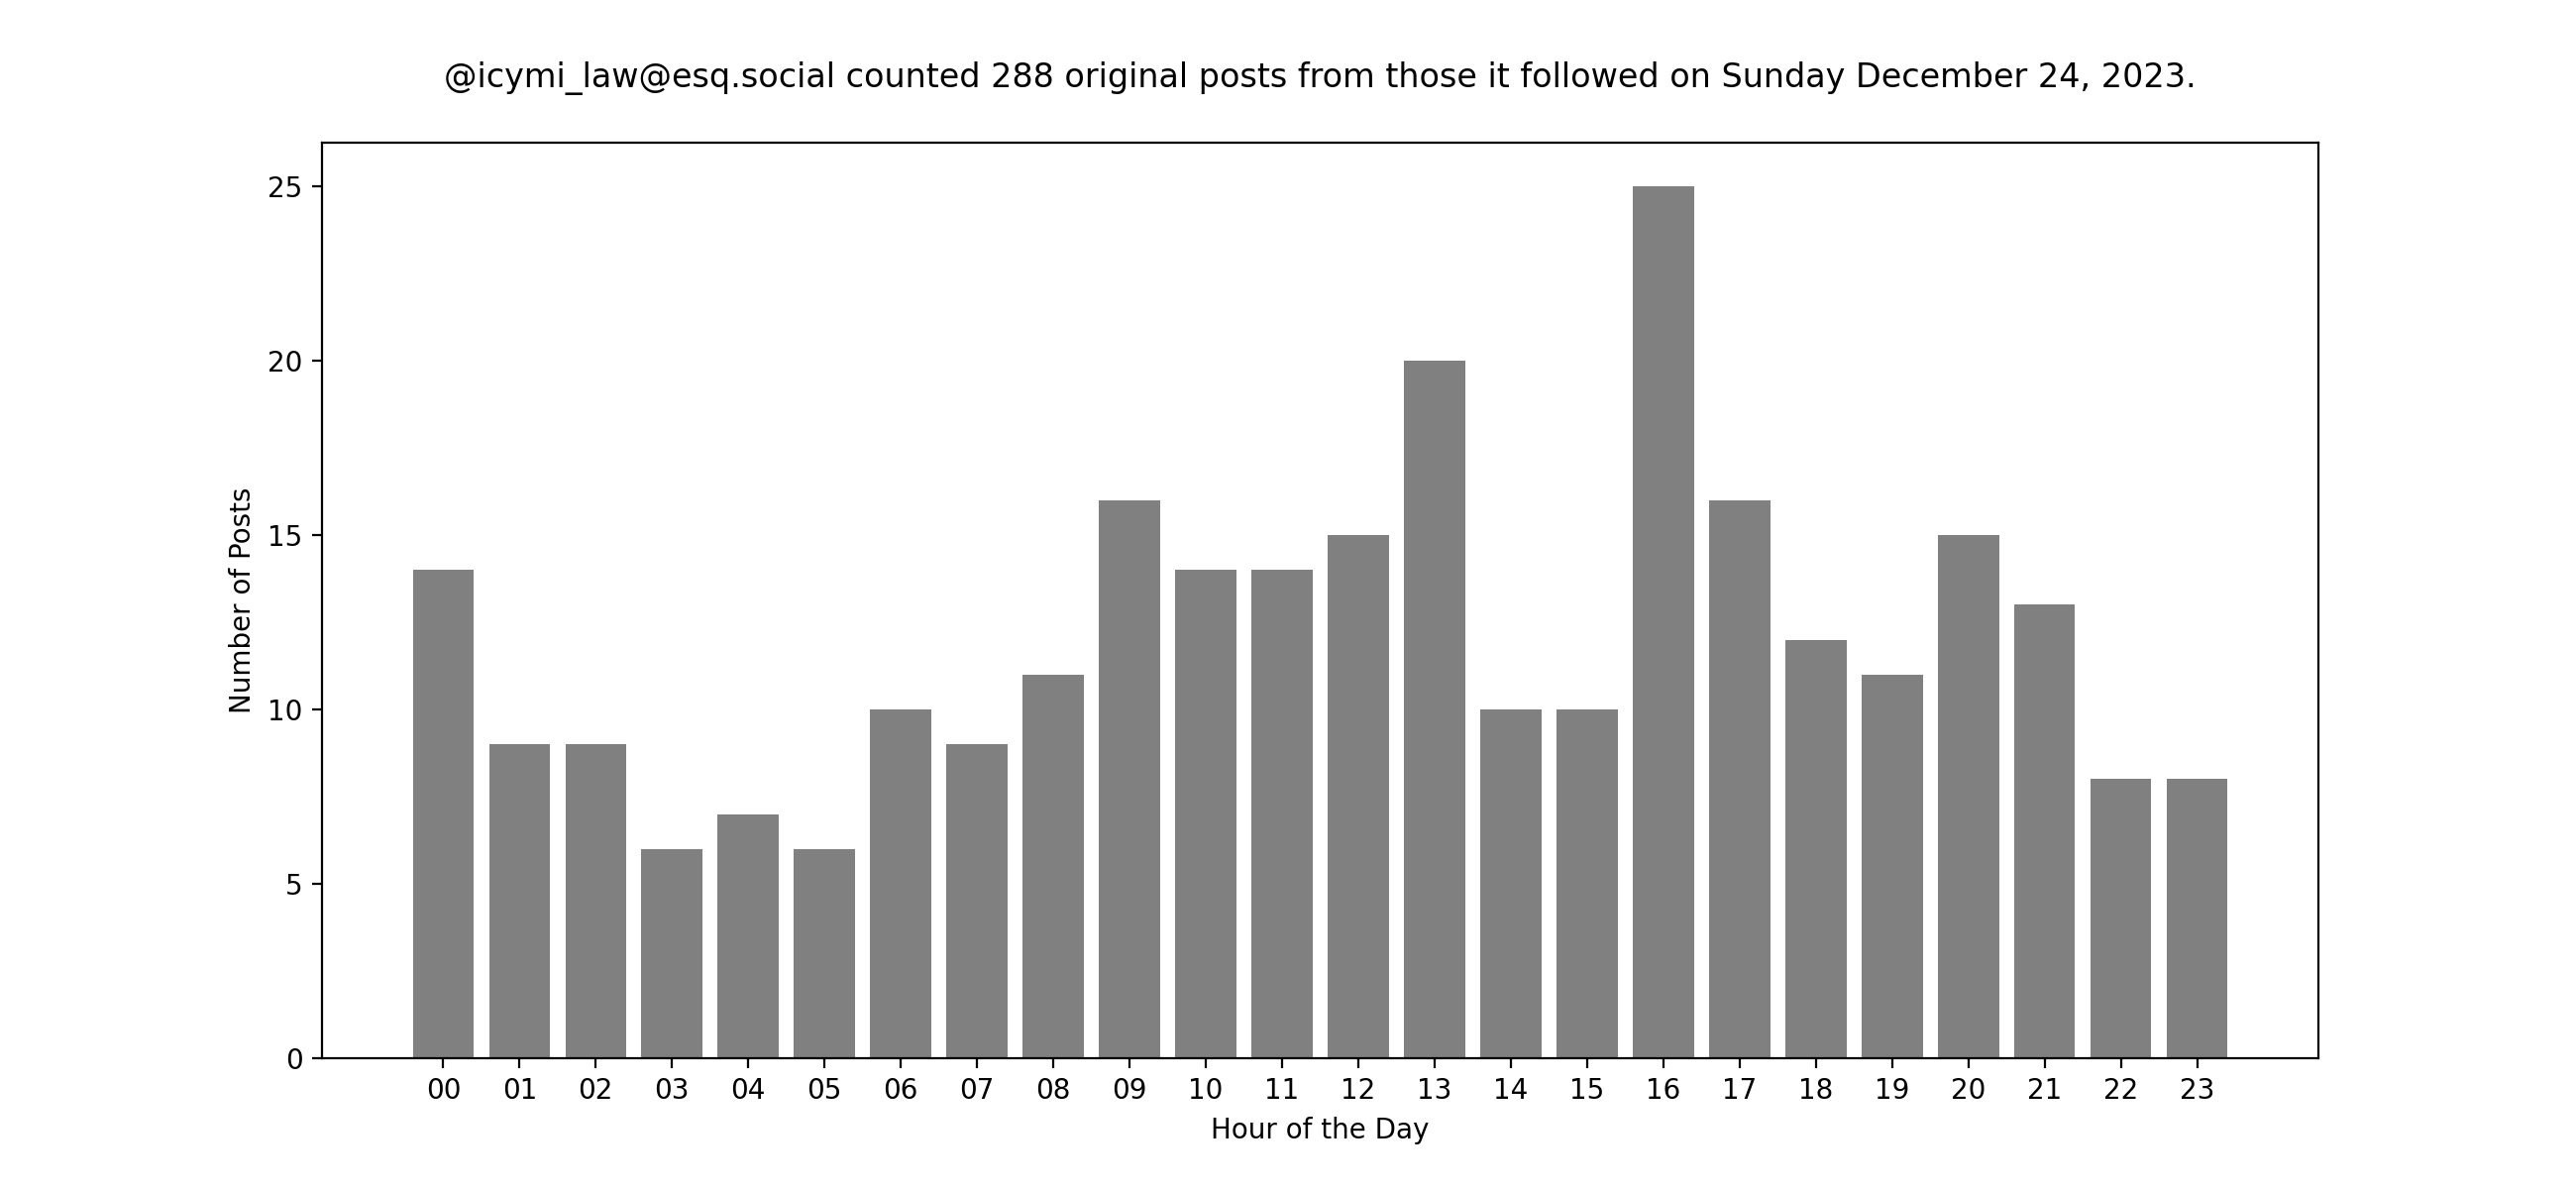 @icymi_law@esq.social counted 288 original posts from those it followed on Sunday December 24, 2023.
Number of Posts
25
20
15
10
5
0
00 01 02 03 04 05 06 07 08 09 10 11 12 13 14 15 16 17 18 19 20 21 22 23
Hour of the Day